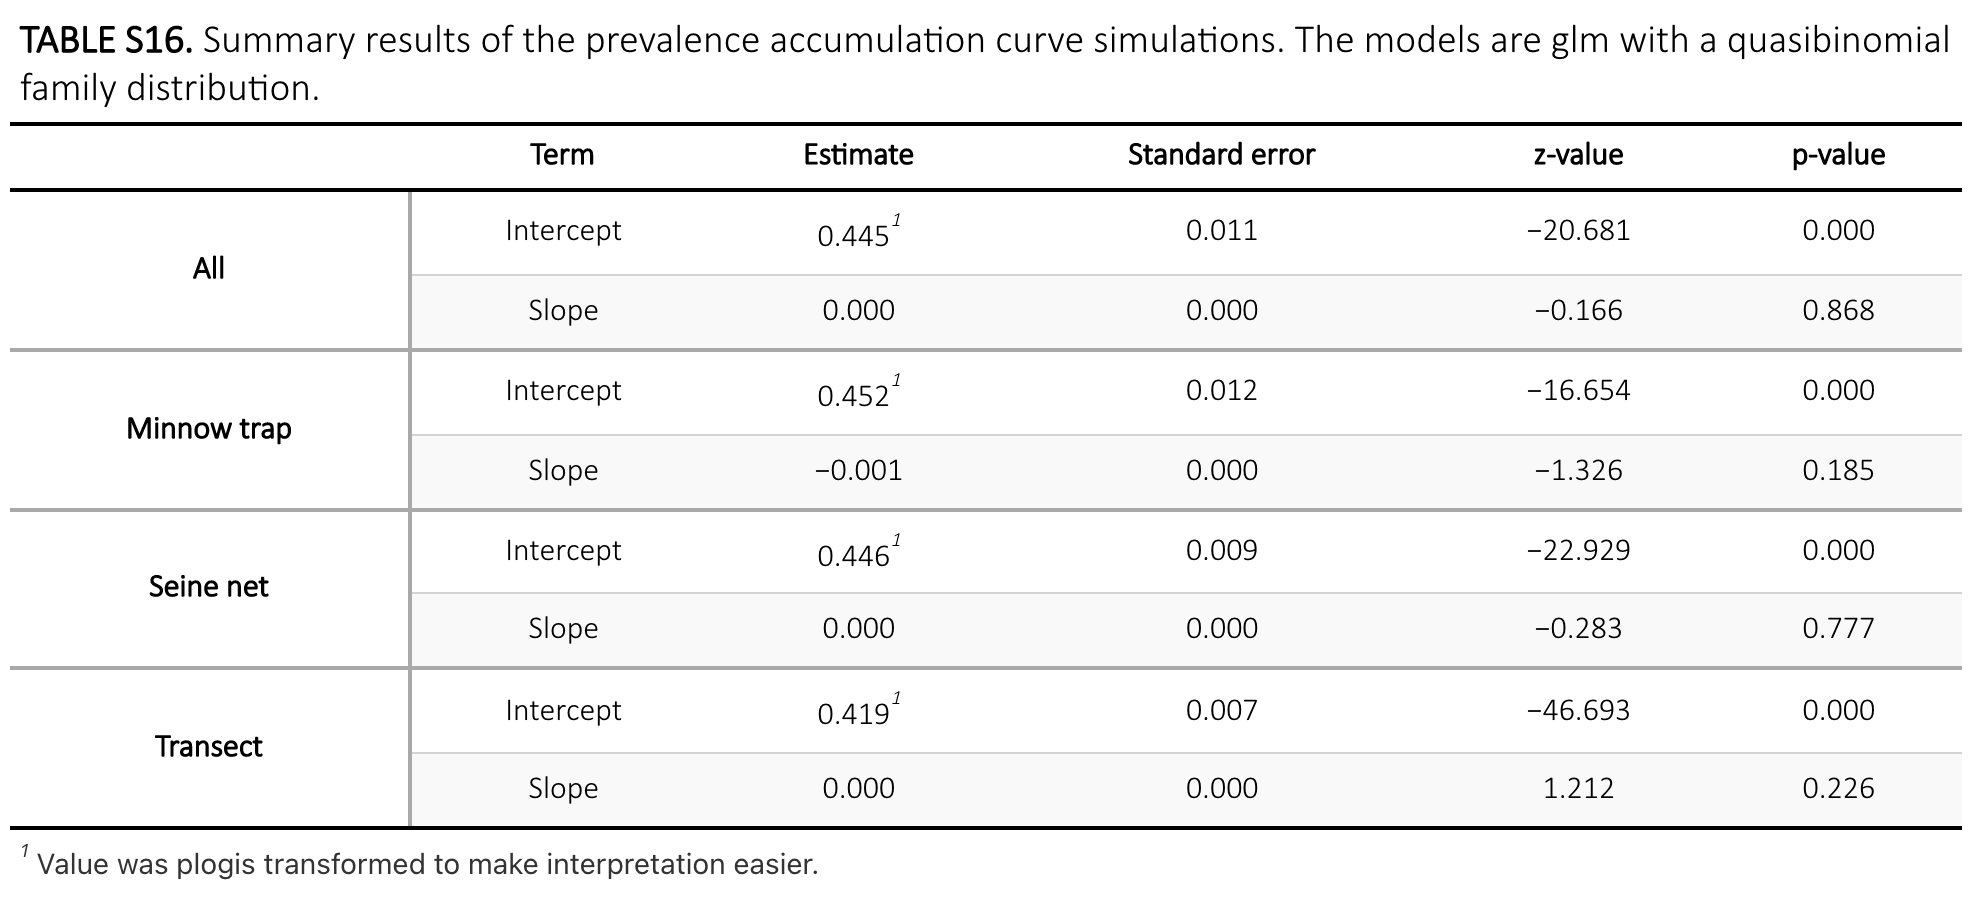 TABLE S16. Summary results of the prevalence accumulation curve simulations. The models are glm with a quasibinomial
family distribution.
Term Estimate Standard error z-value p-value
All
Intercept 0.445¹ 0.011 −20.681 0.000
Slope 0.000 0.000 −0.166 0.868
Minnow trap
Intercept 0.452¹ 0.012 −16.654 0.000
Slope −0.001 0.000 −1.326 0.185
Seine net
Intercept 0.446¹ 0.009 −22.929 0.000
Slope 0.000 0.000 −0.283 0.777
Transect
Intercept 0.419¹ 0.007 −46.693 0.000
Slope 0.000 0.000 1.212 0.226
¹ Value was plogis transformed to make interpretation easier.